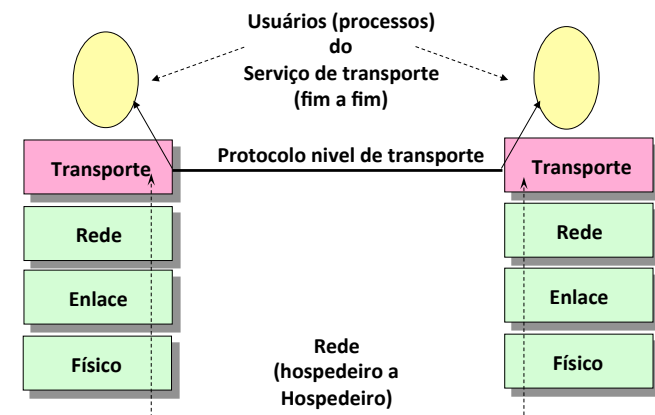 Usuários (processos)
do
Serviço de transporte
(fim a fim)
Transporte
Protocolo nivel de transporte
Transporte
Rede
Rede
Enlace
Enlace
Físico
Rede
(hospedeiro a
Hospedeiro)
Físico